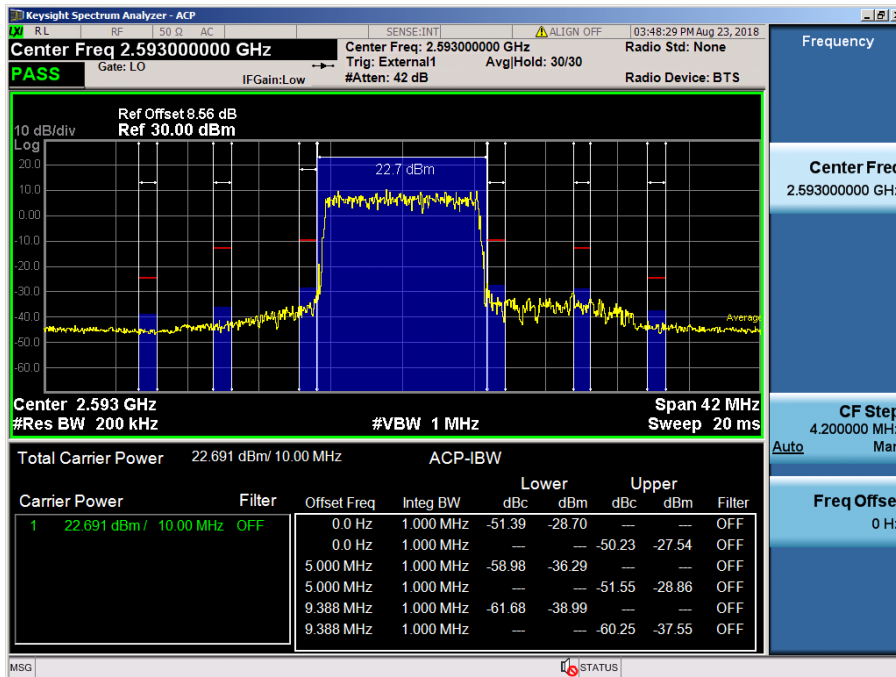 Keysight Spectrum Analyzer - ACP
LXI RL RF 50 Ω AC SENSE:INT ALIGN OFF 03:48:29 PM Aug 23, 2018
Center Freq 2.593000000 GHz
Center Freq: 2.593000000 GHz
Radio Std: None
Trig: External1 Avg|Hold: 30/30
PASS
Gate: LO
IFGain:Low
#Atten: 42 dB
Radio Device: BTS
Frequency
Ref Offset 8.56 dB
10 dB/div Ref 30.00 dBm
Log
22.7 dBm
20.0
10.0
0.00
-10.0
-20.0
-30.0
-40.0
-50.0
-60.0
Average
Center 2.593 GHz Span 42 MHz
#Res BW 200 kHz #VBW 1 MHz Sweep 20 ms
Center Freq
2.593000000 GHz
CF Step
4.200000 MHz
Auto Man
Freq Offset
0 Hz
Total Carrier Power 22.691 dBm/ 10.00 MHz ACP-IBW
Lower Upper
Carrier Power Filter Offset Freq Integ BW dBc dBm dBc dBm Filter
1 22.691 dBm / 10.00 MHz OFF
0.0 Hz 1.000 MHz -51.39 -28.70 --- --- OFF
0.0 Hz 1.000 MHz --- --- -50.23 -27.54 OFF
5.000 MHz 1.000 MHz -58.98 -36.29 --- --- OFF
5.000 MHz 1.000 MHz --- --- -51.55 -28.86 OFF
9.388 MHz 1.000 MHz -61.68 -38.99 --- --- OFF
9.388 MHz 1.000 MHz --- --- -60.25 -37.55 OFF
MSG STATUS